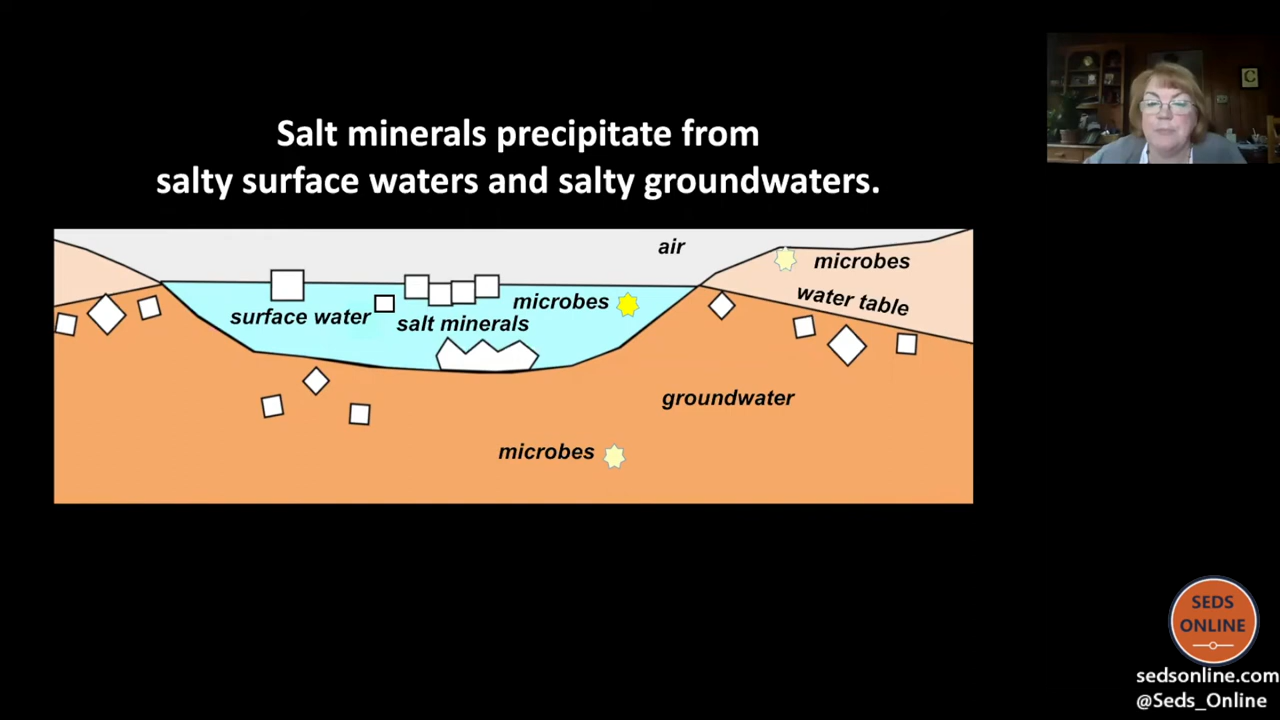 Salt minerals precipitate from
salty surface waters and salty groundwaters.
air
microbes
water table
microbes
surface water
salt minerals
groundwater
microbes
C
SEDS
ONLINE
sedsonline.com
@Seds_Online